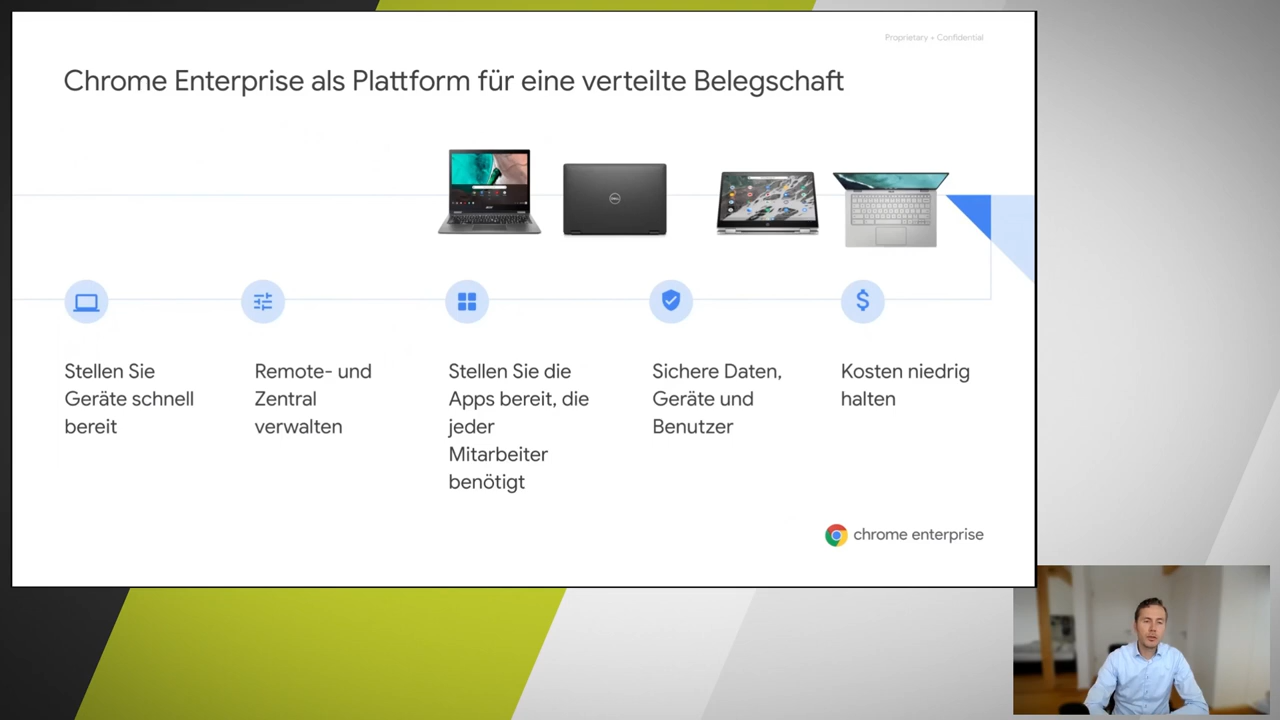 Proprietary + Confidential
Chrome Enterprise als Plattform für eine verteilte Belegschaft
Stellen Sie
Geräte schnell
bereit
Remote- und
Zentral
verwalten
Stellen Sie die
Apps bereit, die
jeder
Mitarbeiter
benötigt
Sichere Daten,
Geräte und
Benutzer
Kosten niedrig
halten
chrome enterprise